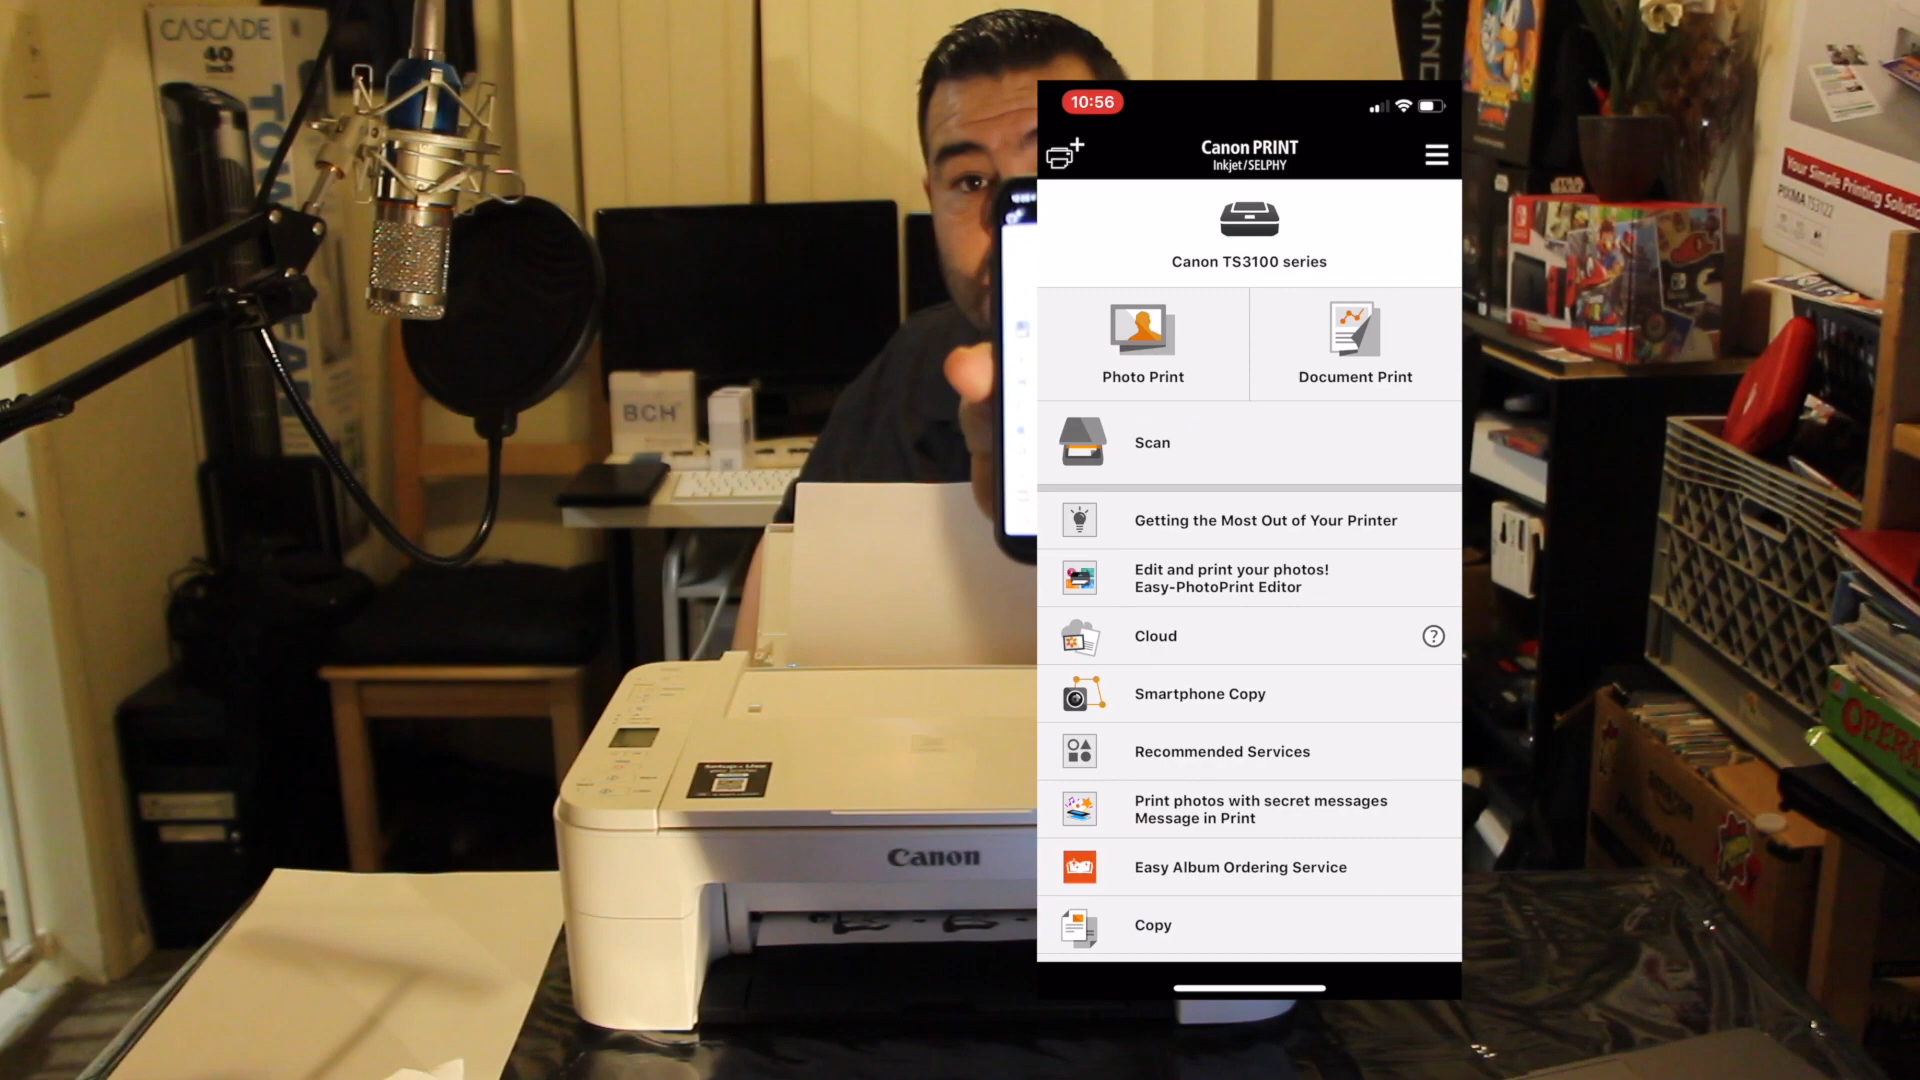 CASCADE
40
inch
10:56
Canon PRINT
Inkjet/SELPHY
Canon TS3100 series
Photo Print
Document Print
Scan
Getting the Most Out of Your Printer
Edit and print your photos!
Easy-PhotoPrint Editor
Cloud
?
Smartphone Copy
Recommended Services
Print photos with secret messages
Message in Print
Easy Album Ordering Service
Copy
BCH
Canon
Your Simple Printing Solution
PIXMA TS3122